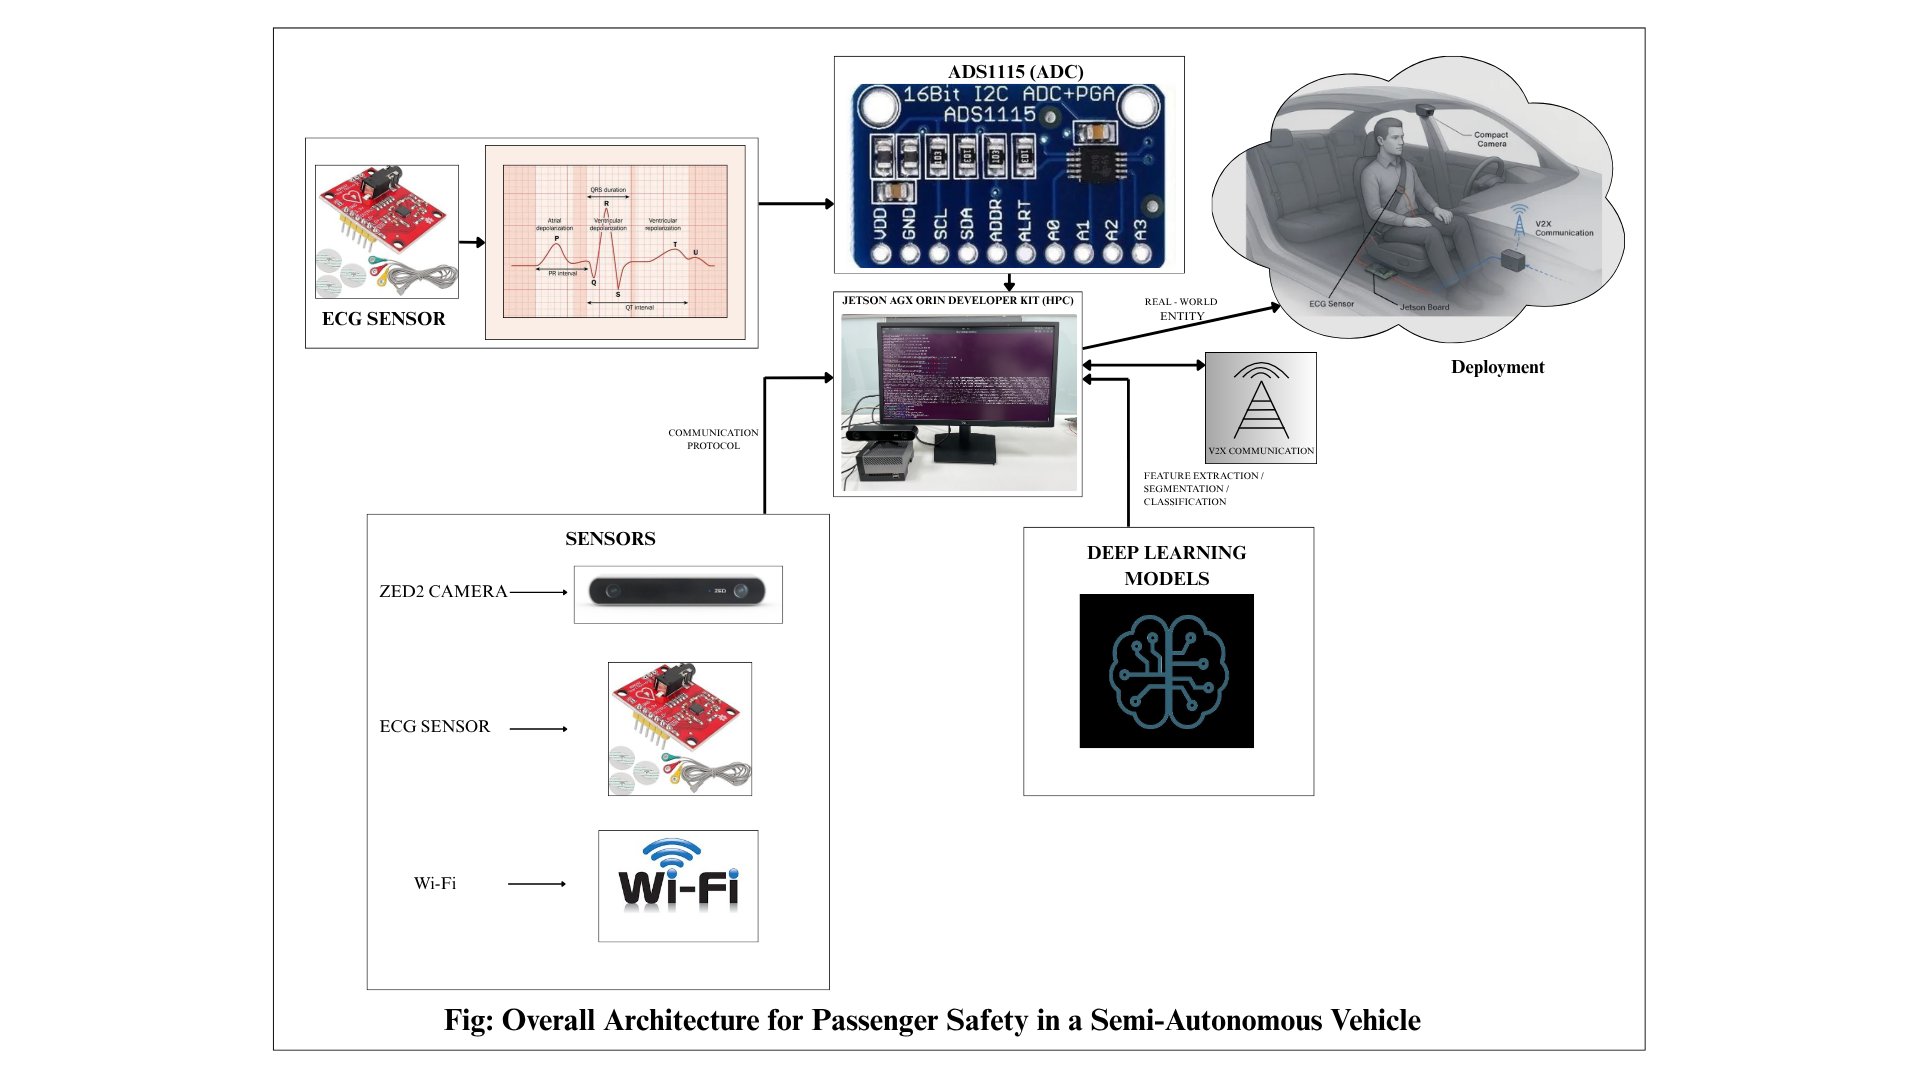 ADS1115 (ADC)
16Bit I2C ADC+PGA
ADS1115
VDD
GND
SCL
SDA
ADDR
ALRT
A0
A1
A2
A3
QRS duration
R
Atrial
depolarization
Ventricular
depolarization
Ventricular
repolarization
P
T
U
PR interval
Q
S
QT interval
ECG SENSOR
Compact
Camera
V2X
Communication
ECG Sensor
Jetson Board
Deployment
JETSON AGX ORIN DEVELOPER KIT (HPC)
REAL - WORLD
ENTITY
V2X COMMUNICATION
COMMUNICATION
PROTOCOL
FEATURE EXTRACTION /
SEGMENTATION /
CLASSIFICATION
SENSORS
ZED2 CAMERA
ZED
ECG SENSOR
Wi-Fi
Wi-Fi
DEEP LEARNING
MODELS
Fig: Overall Architecture for Passenger Safety in a Semi-Autonomous Vehicle